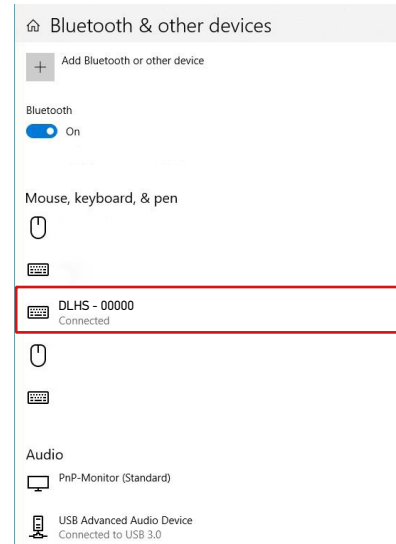 Bluetooth & other devices
Add Bluetooth or other device
Bluetooth
On
Mouse, keyboard, & pen
DLHS - 00000
Connected
Audio
PnP-Monitor (Standard)
USB Advanced Audio Device
Connected to USB 3.0